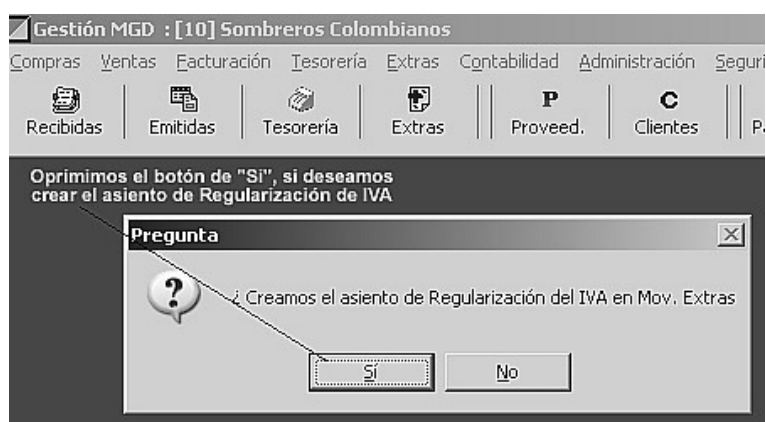 Gestión MGD : [10] Sombreros Colombianos
Compras Ventas Facturación Tesorería Extras Contabilidad Administración Seguri
Recibidas Emitidas Tesorería Extras P Proveed. C Clientes P
Oprimimos el botón de "Si", si deseamos
crear el asiento de Regularización de IVA
Pregunta
¿ Creamos el asiento de Regularización del IVA en Mov. Extras
Sí No